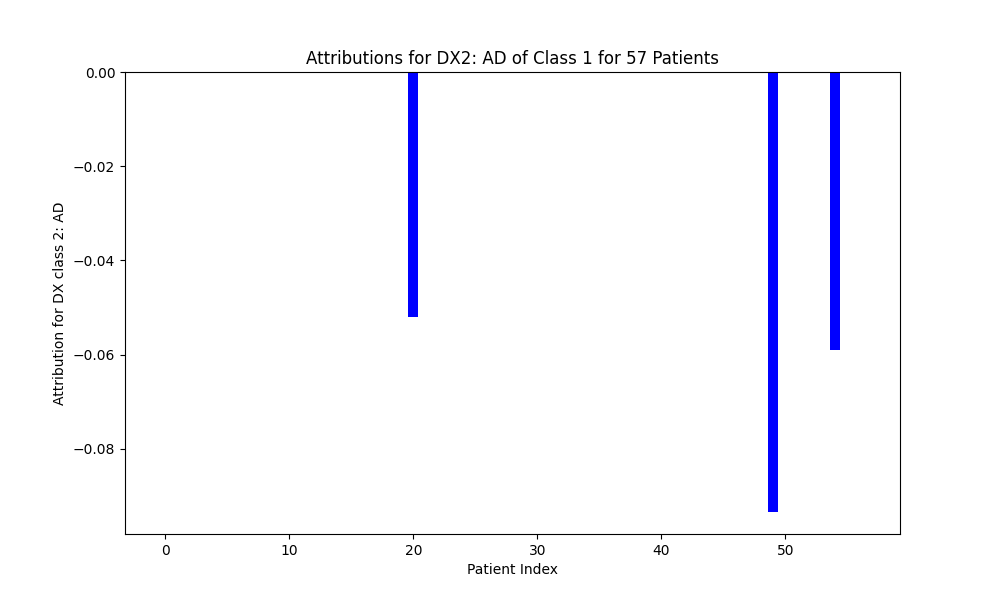 Attributions for DX2: AD of Class 1 for 57 Patients
0.00
−0.02
−0.04
−0.06
−0.08
Attribution for DX class 2: AD
0 10 20 30 40 50
Patient Index